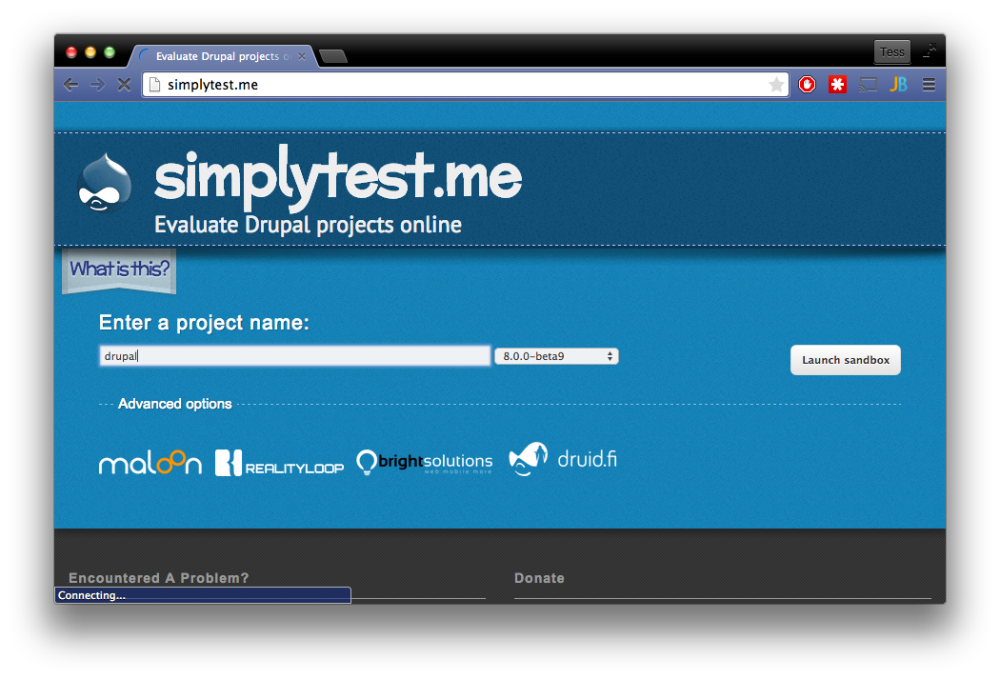 Evaluate Drupal projects o
Tess
simplytest.me
JB
simplytest.me
Evaluate Drupal projects online
What is this?
Enter a project name:
drupal
8.0.0-beta9
Launch sandbox
Advanced options
maloon
REALITYLOOP
brightsolutions
web.mobile.more
druid.fi
Encountered A Problem?
Donate
Connecting...